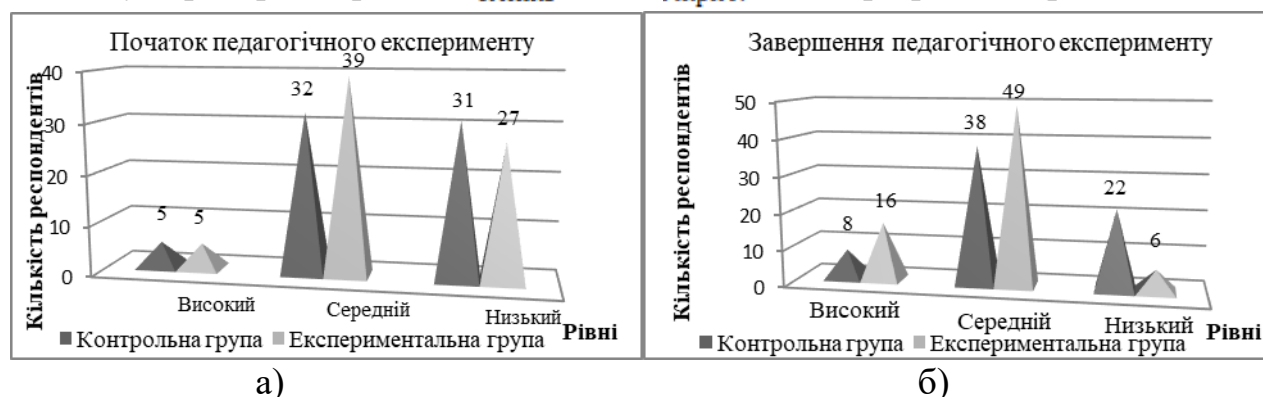 Початок педагогічного експерименту
Кількість респондентів
40
30
20
10
0
5
5
32
39
31
27
Високий
Середній
Низький
Рівні
Контрольна група
Експериментальна група
а)
Завершення педагогічного експерименту
Кількість респондентів
50
40
30
20
10
0
8
16
38
49
22
6
Високий
Середній
Низький
Рівні
Контрольна група
Експериментальна група
б)